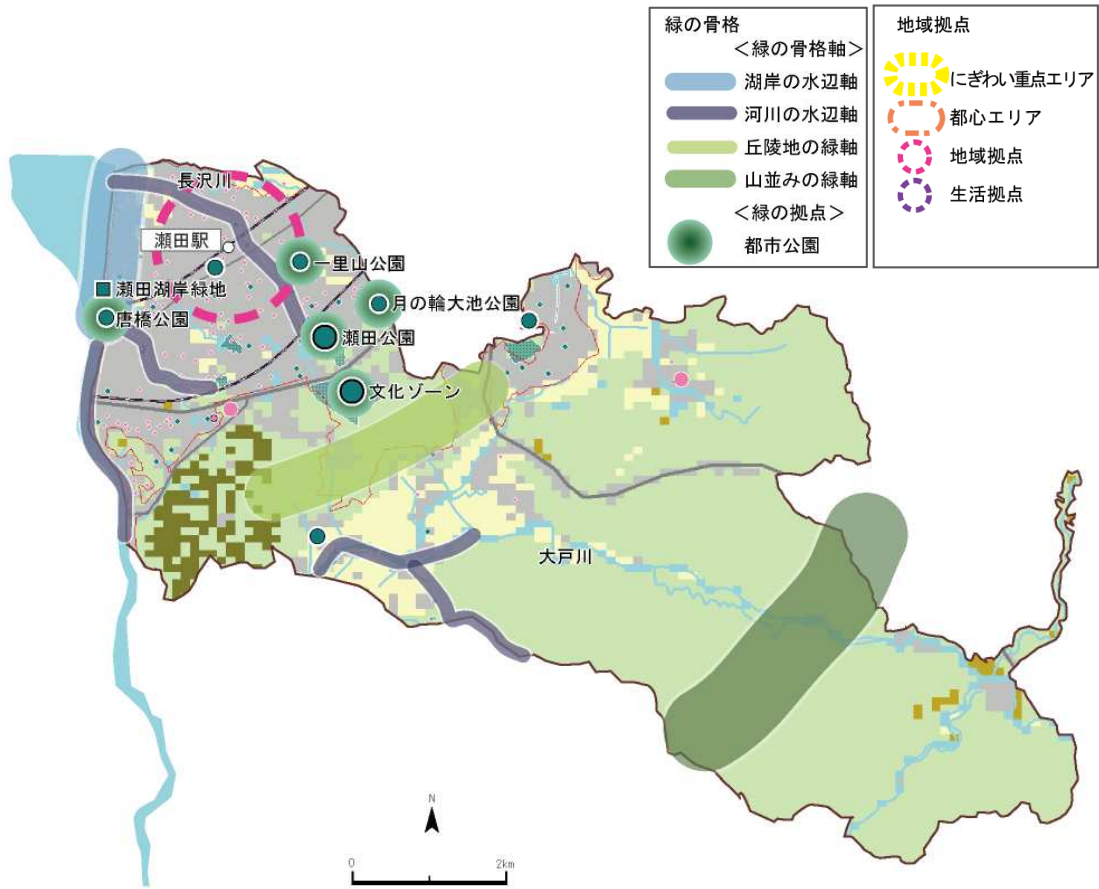 緑の骨格
<緑の骨格軸>
湖岸の水辺軸
河川の水辺軸
丘陵地の緑軸
山並みの緑軸
<緑の拠点>
都市公園
地域拠点
にぎわい重点エリア
都心エリア
地域拠点
生活拠点
長沢川
瀬田駅
一里山公園
瀬田湖岸緑地
月の輪大池公園
唐橋公園
瀬田公園
文化ゾーン
大戸川
N
0 2km